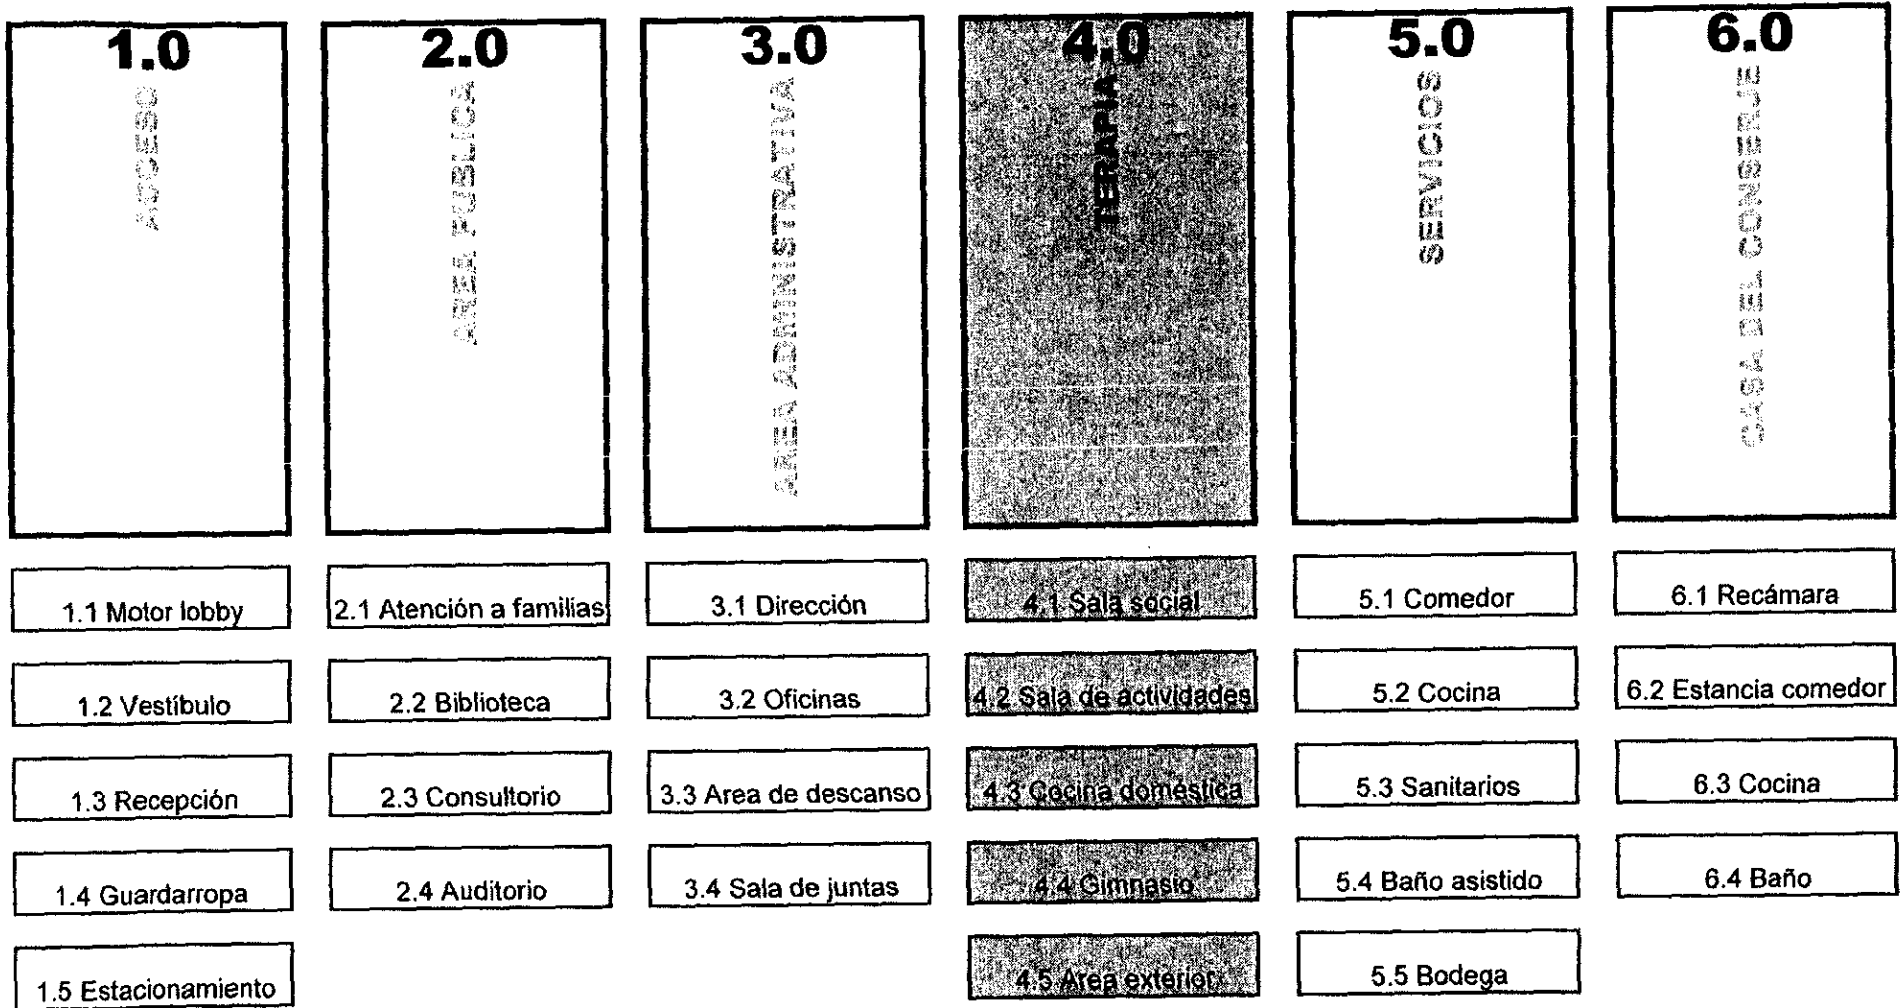 1.0
ACCESO
2.0
AREA PUBLICA
3.0
AREA ADMINISTRATIVA
4.0
TERAPIA
5.0
SERVICIOS
6.0
CASA DEL CONSERJE
1.1 Motor lobby
2.1 Atención a familias
3.1 Dirección
4.1 Sala social
5.1 Comedor
6.1 Recámara
1.2 Vestíbulo
2.2 Biblioteca
3.2 Oficinas
4.2 Sala de actividades
5.2 Cocina
6.2 Estancia comedor
1.3 Recepción
2.3 Consultorio
3.3 Area de descanso
4.3 Cocina doméstica
5.3 Sanitarios
6.3 Cocina
1.4 Guardarropa
2.4 Auditorio
3.4 Sala de juntas
4.4 Gimnasio
5.4 Baño asistido
6.4 Baño
1.5 Estacionamiento
4.5 Area exterior
5.5 Bodega